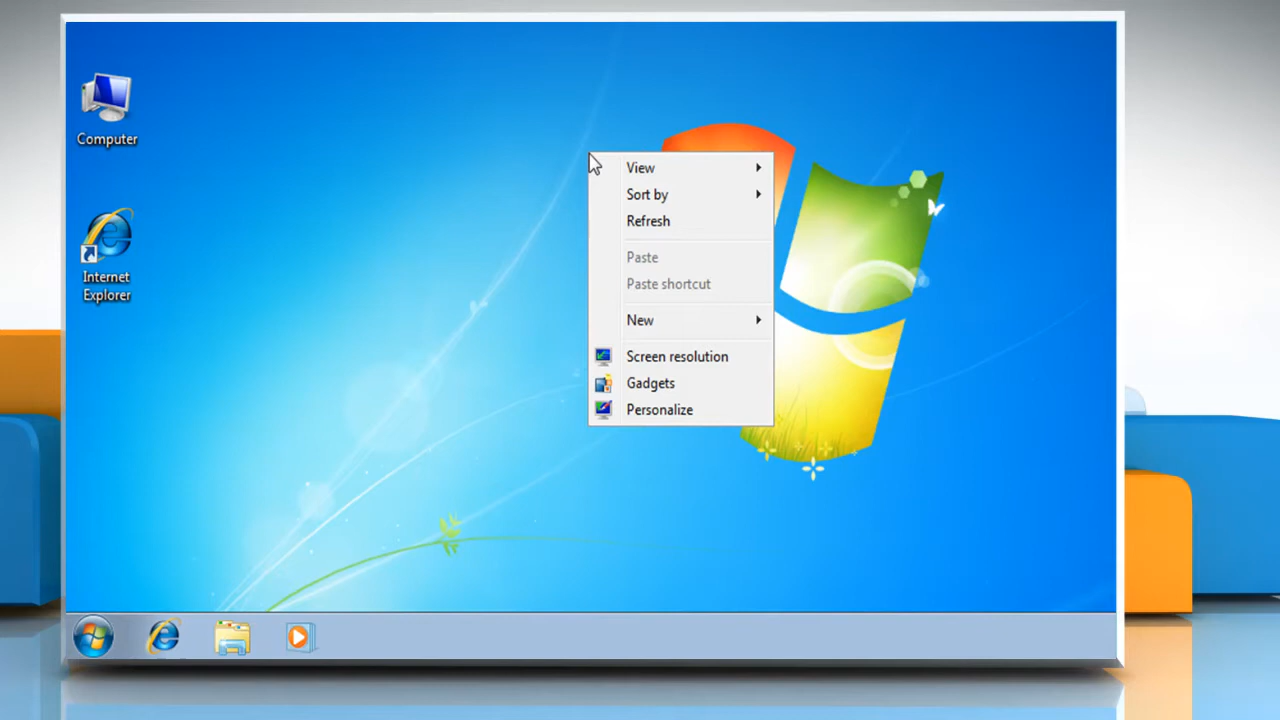 Computer
Internet
Explorer
View
Sort by
Refresh
Paste
Paste shortcut
New
Screen resolution
Gadgets
Personalize